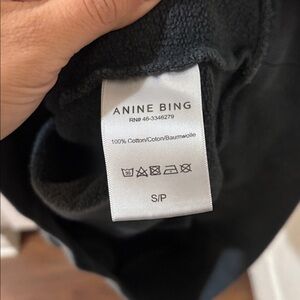 ANINE BING
RN# 46-3346279
100% Cotton/Coton/Baumwolle
S/P